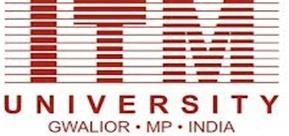 ITM
UNIVERSITY
GWALIOR • MP • INDIA